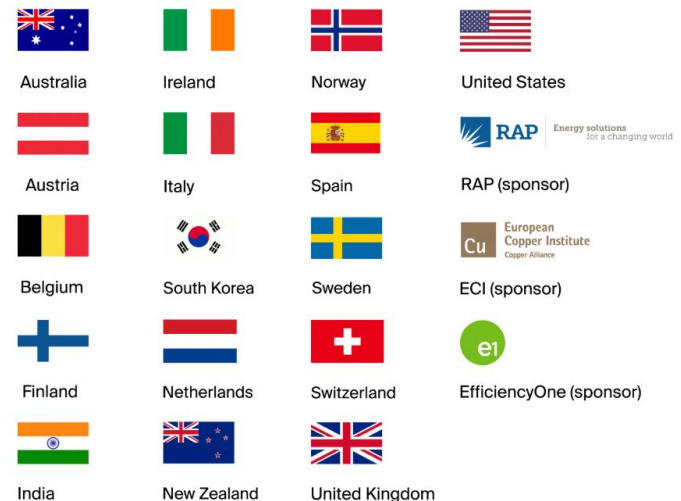 Australia
Ireland
Norway
United States
Austria
Italy
Spain
RAP
Energy solutions
for a changing world
RAP (sponsor)
Belgium
South Korea
Sweden
Cu
European
Copper Institute
Copper Alliance
ECI (sponsor)
Finland
Netherlands
Switzerland
e1
EfficiencyOne (sponsor)
India
New Zealand
United Kingdom